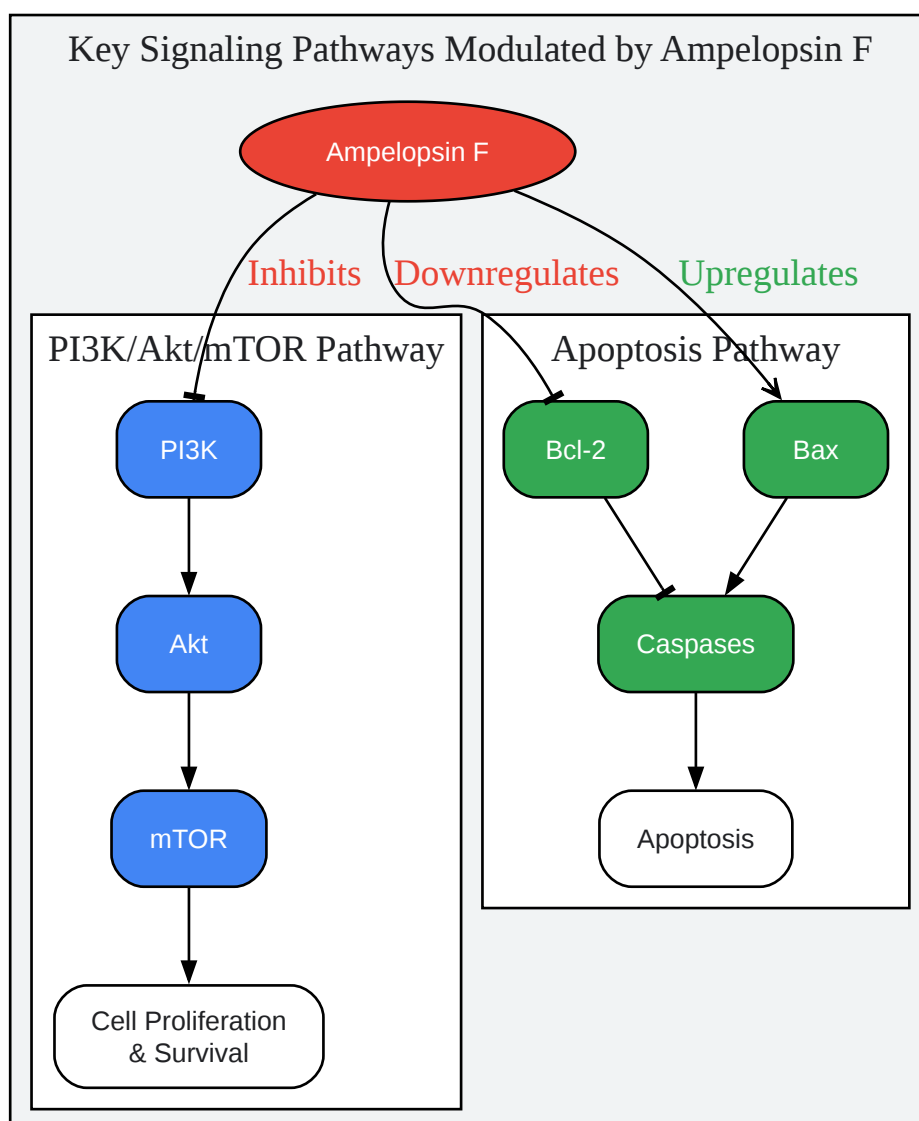 Key Signaling Pathways Modulated by Ampelopsin F
Ampelopsin F
Inhibits
Downregulates
Upregulates
PI3K/Akt/mTOR Pathway
PI3K
Akt
mTOR
Cell Proliferation
& Survival
Apoptosis Pathway
Bcl-2
Bax
Caspases
Apoptosis